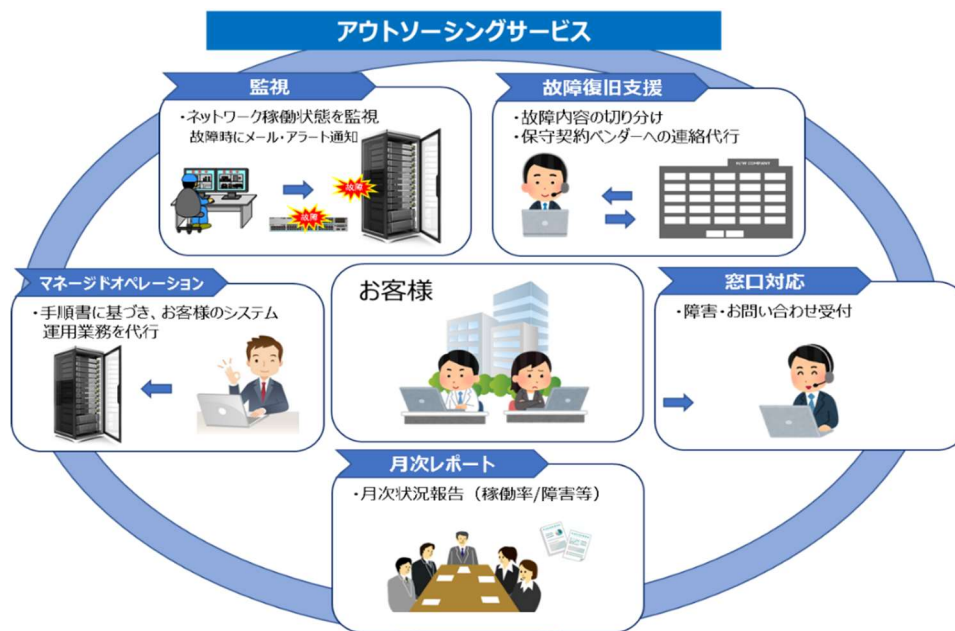 アウトソーシングサービス
監視
・ネットワーク稼働状態を監視
故障時にメール・アラート通知
故障
故障
故障復旧支援
・故障内容の切り分け
・保守契約ベンダーへの連絡代行
マネージドオペレーション
・手順書に基づき、お客様のシステム
運用業務を代行
お客様
窓口対応
・障害・お問い合わせ受付
月次レポート
・月次状況報告（稼働率/障害等）